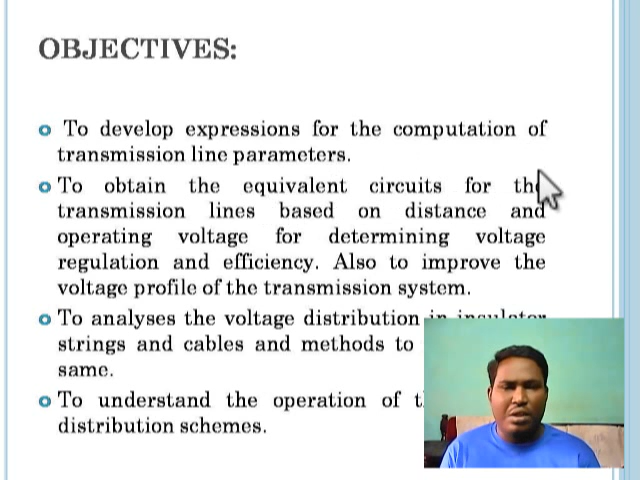 OBJECTIVES:
To develop expressions for the computation of
transmission line parameters.
To obtain the equivalent circuits for the
transmission lines based on distance and
operating voltage for determining voltage
regulation and efficiency. Also to improve the
voltage profile of the transmission system.
To analyses the voltage distribution in insulator
strings and cables and methods to
same.
To understand the operation of
distribution schemes.